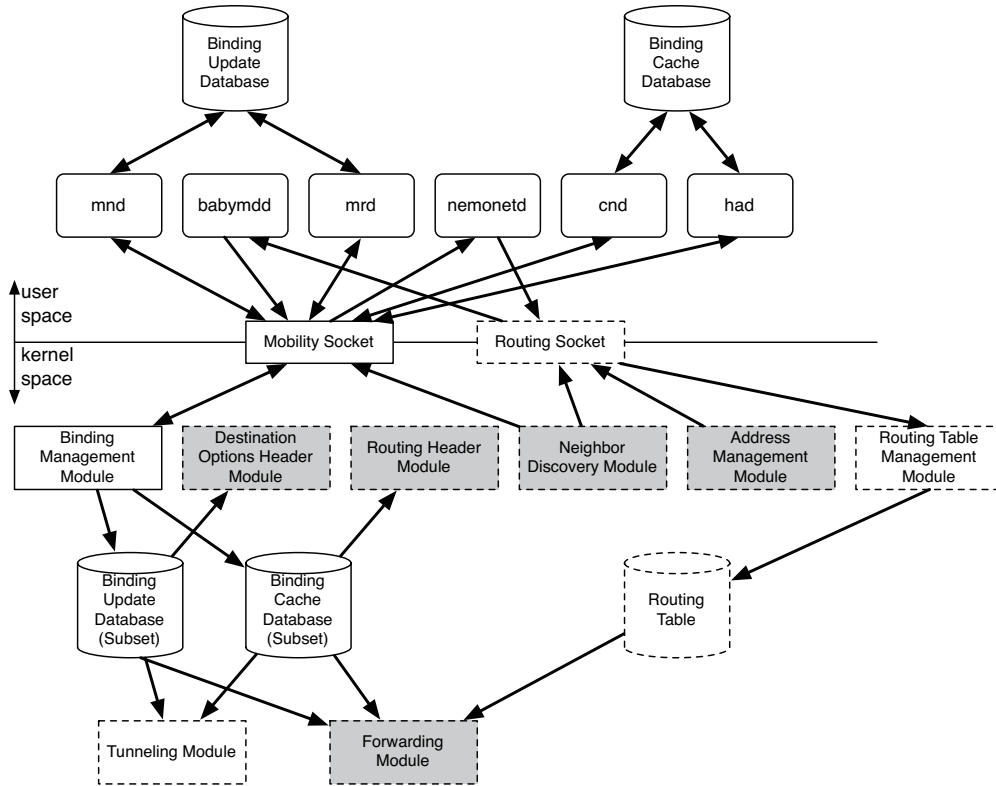 Binding
Update
Database
Binding
Cache
Database
mnd
babymdd
mrd
nemonetd
cnd
had
user
space
Mobility Socket
Routing Socket
kernel
space
Binding
Management
Module
Destination
Options Header
Module
Routing Header
Module
Neighbor
Discovery Module
Address
Management
Module
Routing Table
Management
Module
Binding
Update
Database
(Subset)
Binding
Cache
Database
(Subset)
Routing
Table
Tunneling Module
Forwarding
Module